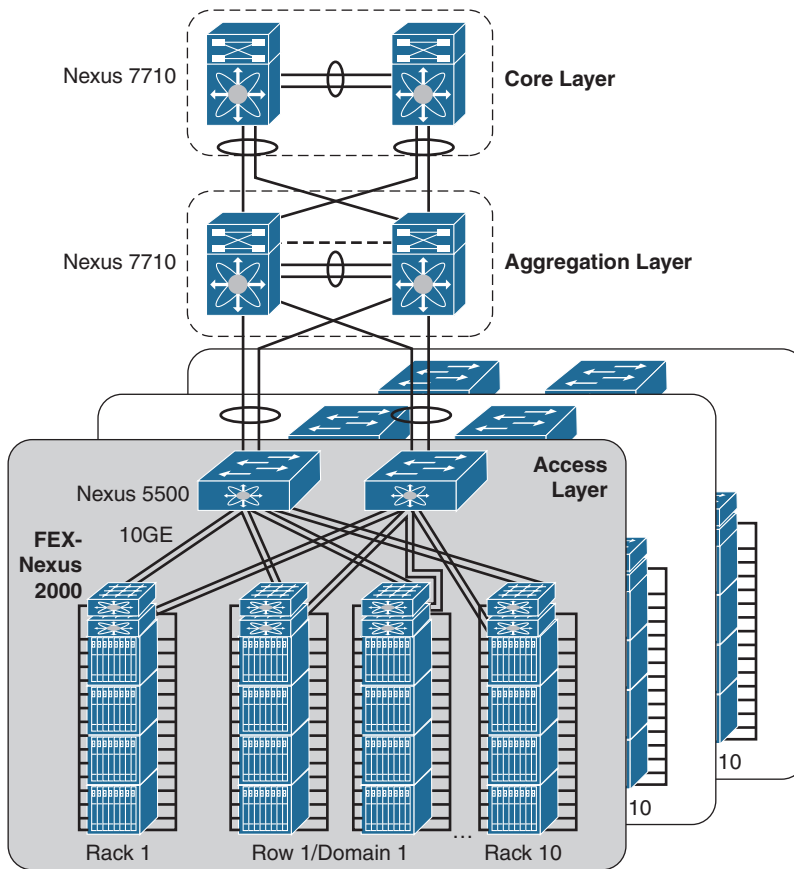 Nexus 7710
Core Layer
Nexus 7710
Aggregation Layer
Nexus 5500
Access
Layer
10GE
FEX-
Nexus
2000
10
10
Rack 1
Row 1/Domain 1
...
Rack 10